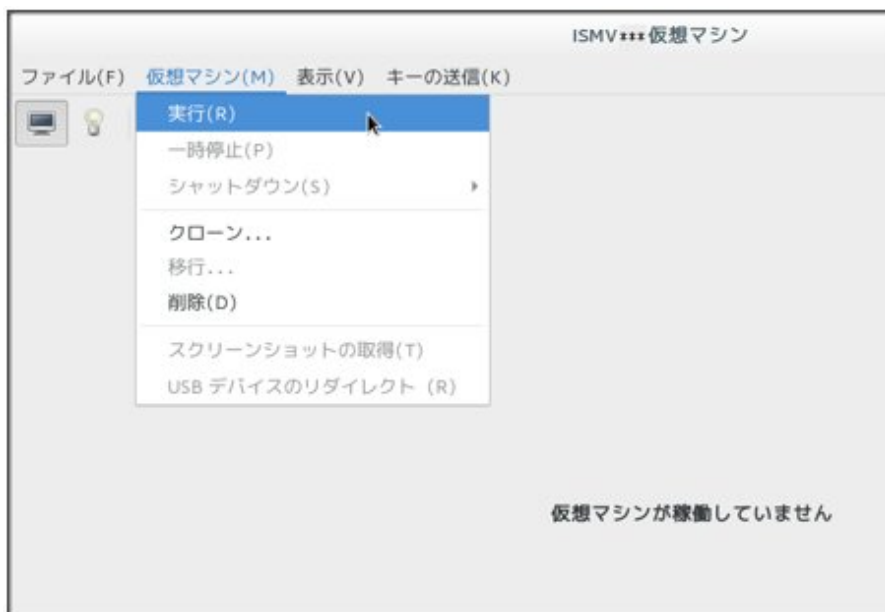 ISMV***仮想マシン
ファイル(F) 仮想マシン(M) 表示(V) キーの送信(K)
実行(R)
一時停止(P)
シャットダウン(S)
クローン...
移行...
削除(D)
スクリーンショットの取得(T)
USB デバイスのリダイレクト (R)
仮想マシンが稼働していません